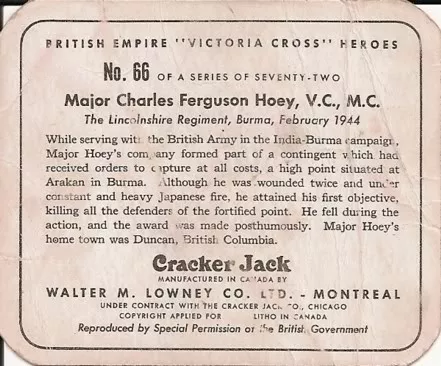 BRITISH EMPIRE "VICTORIA CROSS" HEROES
No. 66 OF A SERIES OF SEVENTY-TWO
Major Charles Ferguson Hoey, V.C., M.C.
The Lincolnshire Regiment, Burma, February 1944
While serving with the British Army in the India-Burma campaign,
Major Hoey's company formed part of a contingent which had
received orders to capture at all costs, a high point situated at
Arakan in Burma. Although he was wounded twice and under
constant and heavy Japanese fire, he attained his first objective,
killing all the defenders of the fortified point. He fell during the
action, and the award was made posthumously. Major Hoey's
home town was Duncan, British Columbia.
Cracker Jack
MANUFACTURED IN CANADA BY
WALTER M. LOWNEY CO. LTD. - MONTREAL
UNDER CONTRACT WITH THE CRACKER JACK CO., CHICAGO
COPYRIGHT APPLIED FOR LITHO IN CANADA
Reproduced by Special Permission of the British Government